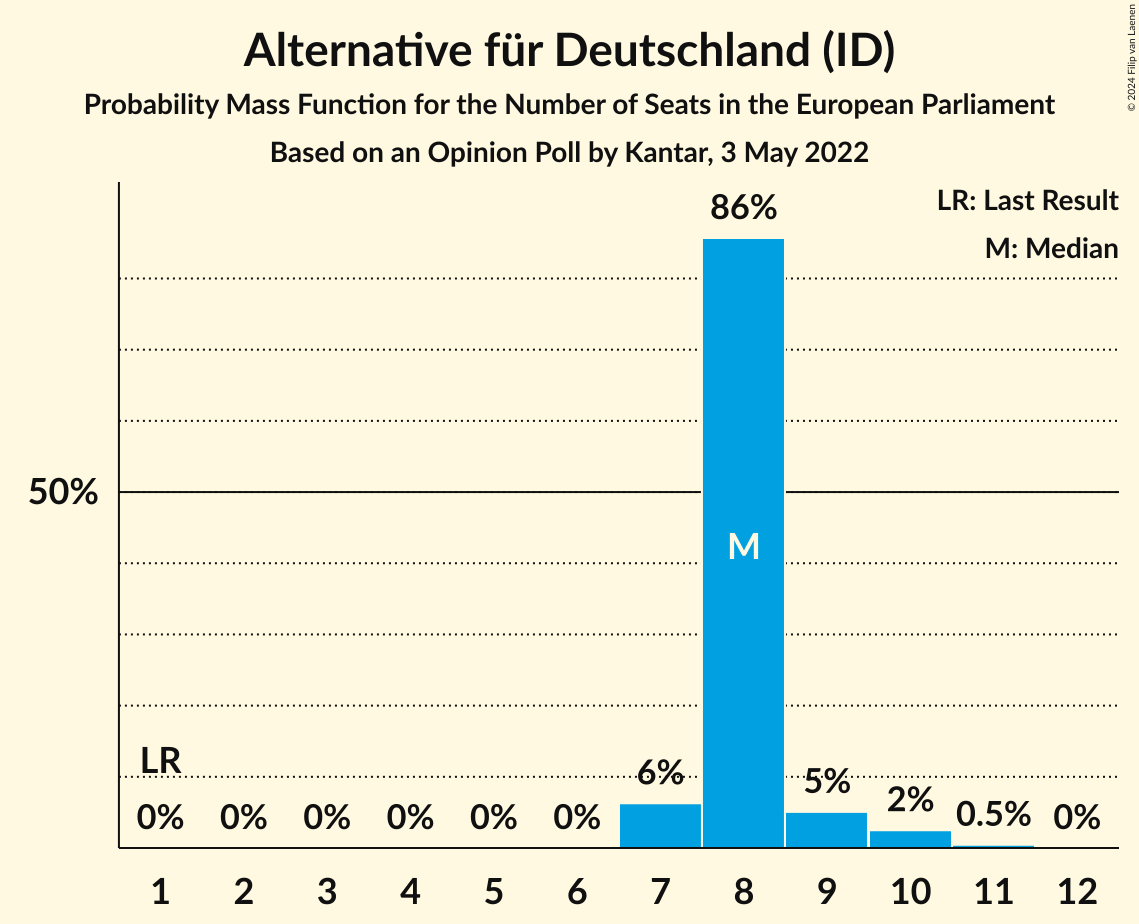 Alternative für Deutschland (ID)
Probability Mass Function for the Number of Seats in the European Parliament
Based on an Opinion Poll by Kantar, 3 May 2022
© 2024 Filip van Laenen
LR: Last Result
M: Median
86%
50%
M
LR
0% 0% 0% 0% 0% 0% 6% 5% 2% 0.5% 0%
1 2 3 4 5 6 7 8 9 10 11 12